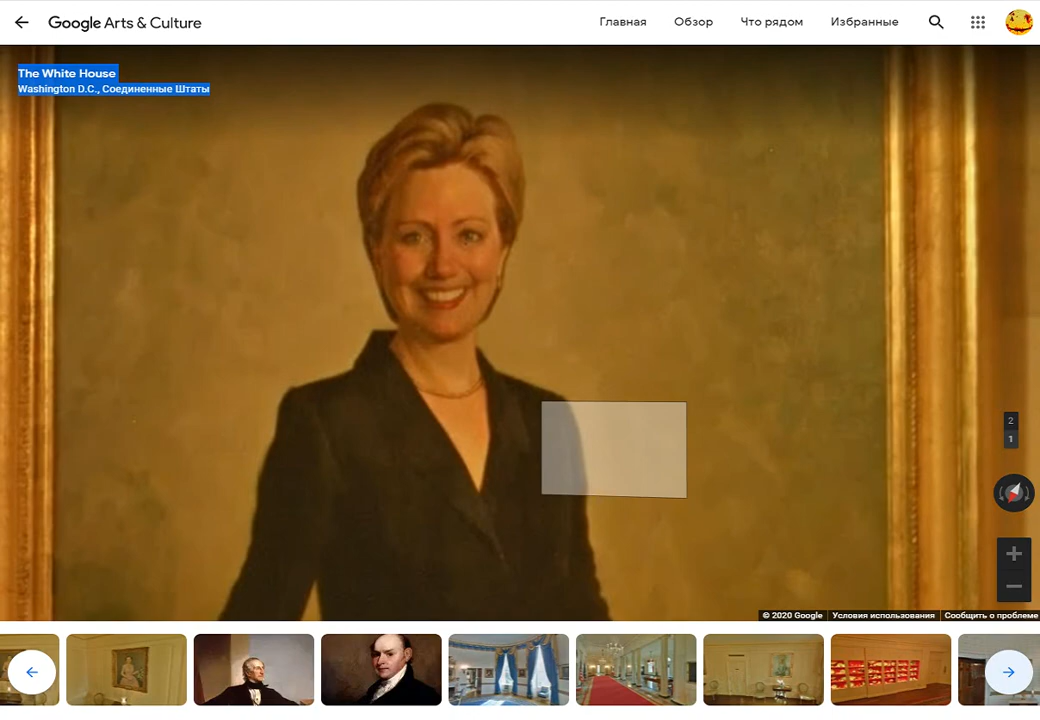 Google Arts & Culture
Главная Обзор Что рядом Избранные
The White House
Washington D.C., Соединенные Штаты
2
1
© 2020 Google Условия использования Сообщить о проблеме